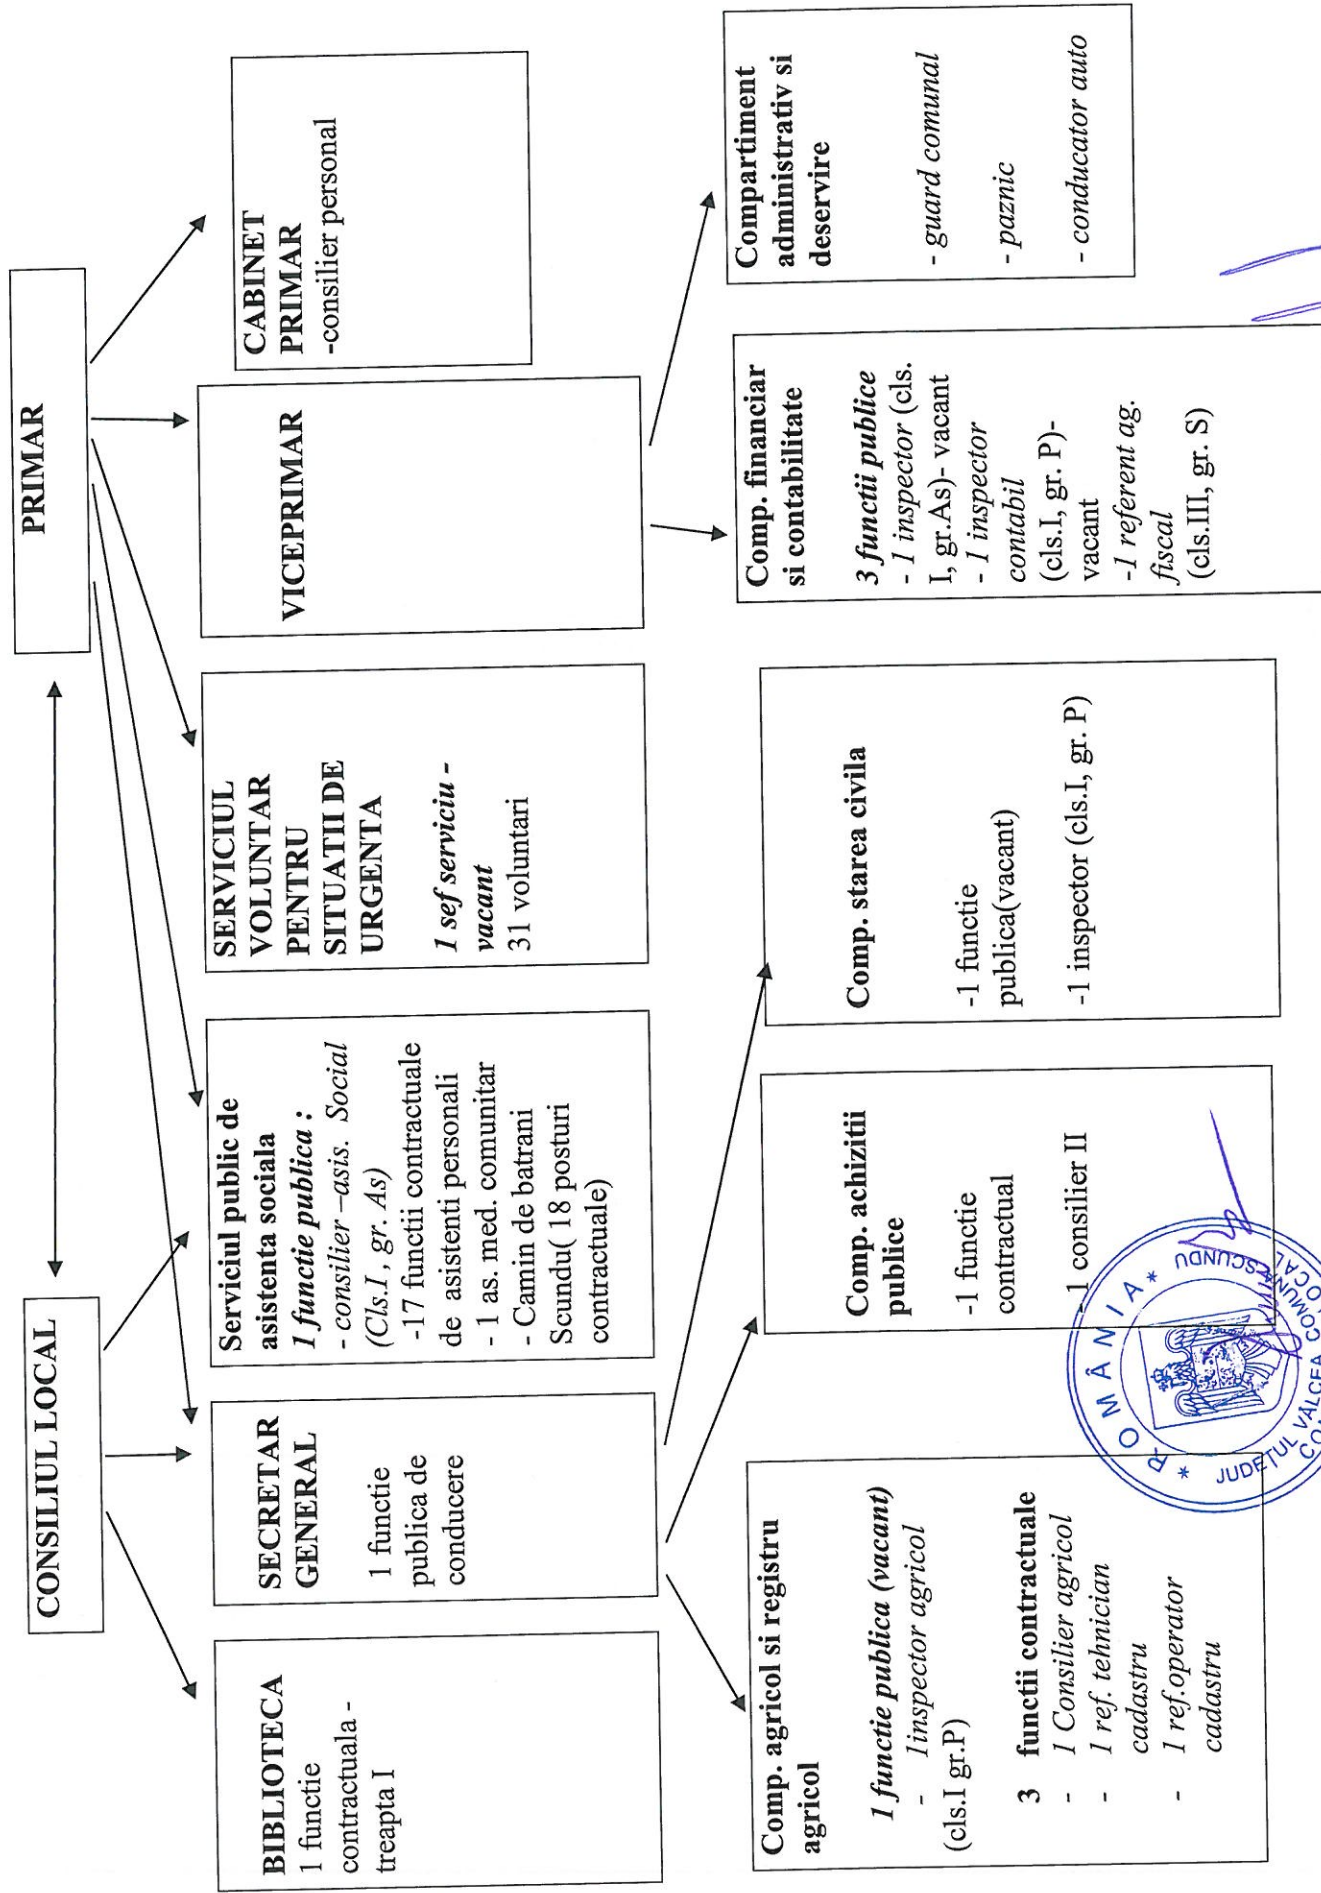 CONSILIUL LOCAL
PRIMAR
BIBLIOTECA
1 functie
contractuala -
treapta I
SECRETAR
GENERAL
1 functie
publica de
conducere
Serviciul public de
asistenta sociala
1 functie publica :
- consilier –asis. Social
(Cls.I , gr. As)
-17 functii contractuale
de asistenti personali
- 1 as. med. comunitar
- Camin de batrani
Scundu( 18 posturi
contractuale)
SERVICIUL
VOLUNTAR
PENTRU
SITUATII DE
URGENTA
1 sef serviciu -
vacant
31 voluntari
VICEPRIMAR
CABINET
PRIMAR
-consilier personal
Comp. agricol si registru
agricol
1 functie publica (vacant)
- 1inspector agricol
(cls.I gr.P)
3 functii contractuale
- 1 Consilier agricol
- 1 ref. tehnician
cadastru
- 1 ref.operator
cadastru
Comp. achizitii
publice
-1 functie
contractual
- 1 consilier II
Comp. starea civila
-1 functie
publica(vacant)
-1 inspector (cls.I, gr. P)
Comp. financiar
si contabilitate
3 functii publice
- 1 inspector (cls.
I, gr.As)- vacant
- 1 inspector
contabil
(cls.I, gr. P)-
vacant
-1 referent ag.
fiscal
(cls.III, gr. S)
Compartiment
administrativ si
deservire
- guard comunal
- paznic
- conducator auto
* ROMÂNIA *
JUDEŢUL VÂLCEA COMUNA SCUNDU
LOCAL